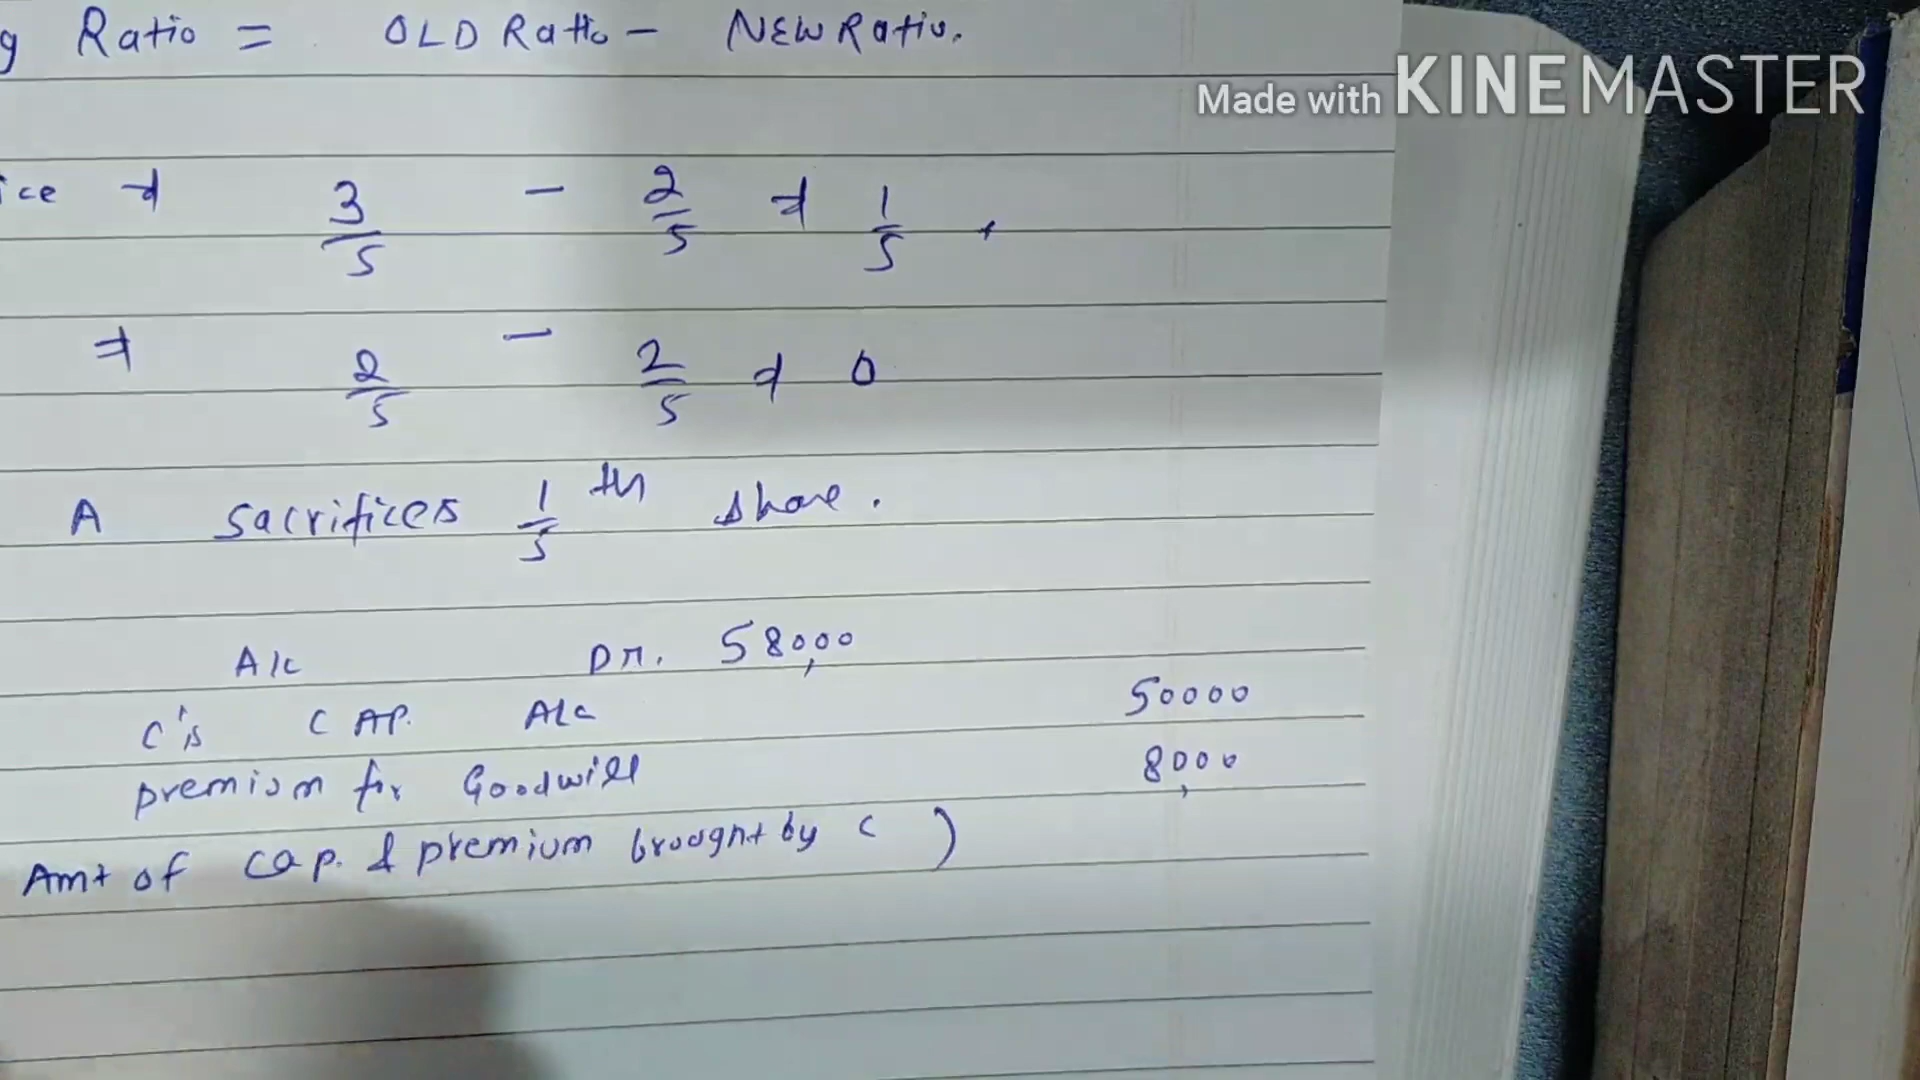 g Ratio = OLD Ratio - NEW Ratio.
Made with KINEMASTER
ice ⇒ 3/5 - 2/5 ⇒ 1/5
⇒ 2/5 - 2/5 ⇒ 0
A sacrifices 1/5 th share.
A/c Dr. 58,000
C's CAP. A/c 50000
premium for Goodwill 8,000
Amt of cap. & premium brought by C )